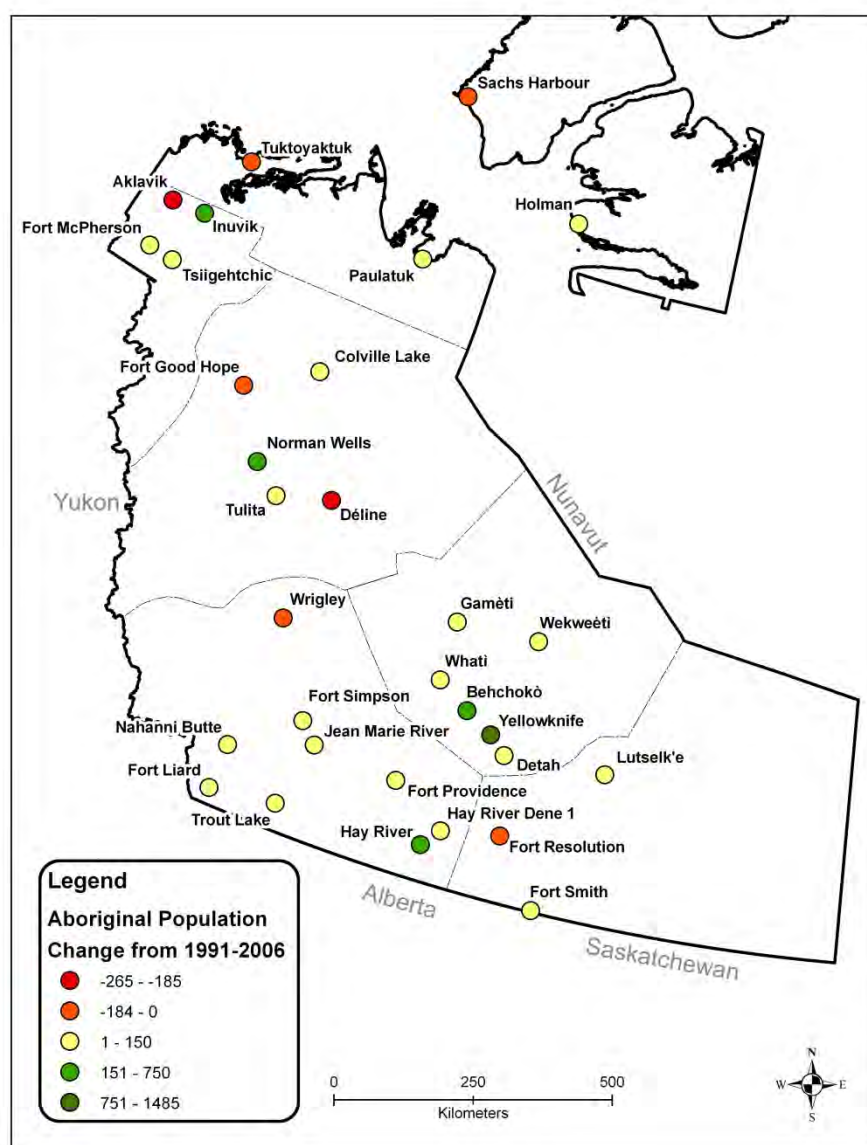 Sachs Harbour
Tuktoyaktuk
Aklavik
Holman
Inuvik
Fort McPherson
Tsiigehtchic
Paulatuk
Colville Lake
Fort Good Hope
Norman Wells
Yukon
Tulita
Déline
Nunavut
Wrigley
Gamètì
Wekweètì
Whatì
Behchokò
Fort Simpson
Yellowknife
Nahanni Butte
Jean Marie River
Detah
Lutselk'e
Fort Liard
Fort Providence
Trout Lake
Hay River Dene 1
Hay River
Fort Resolution
Alberta
Fort Smith
Saskatchewan
Legend
Aboriginal Population
Change from 1991-2006
-265 - -185
-184 - 0
1 - 150
151 - 750
751 - 1485
0 250 500
Kilometers
N
W E
S